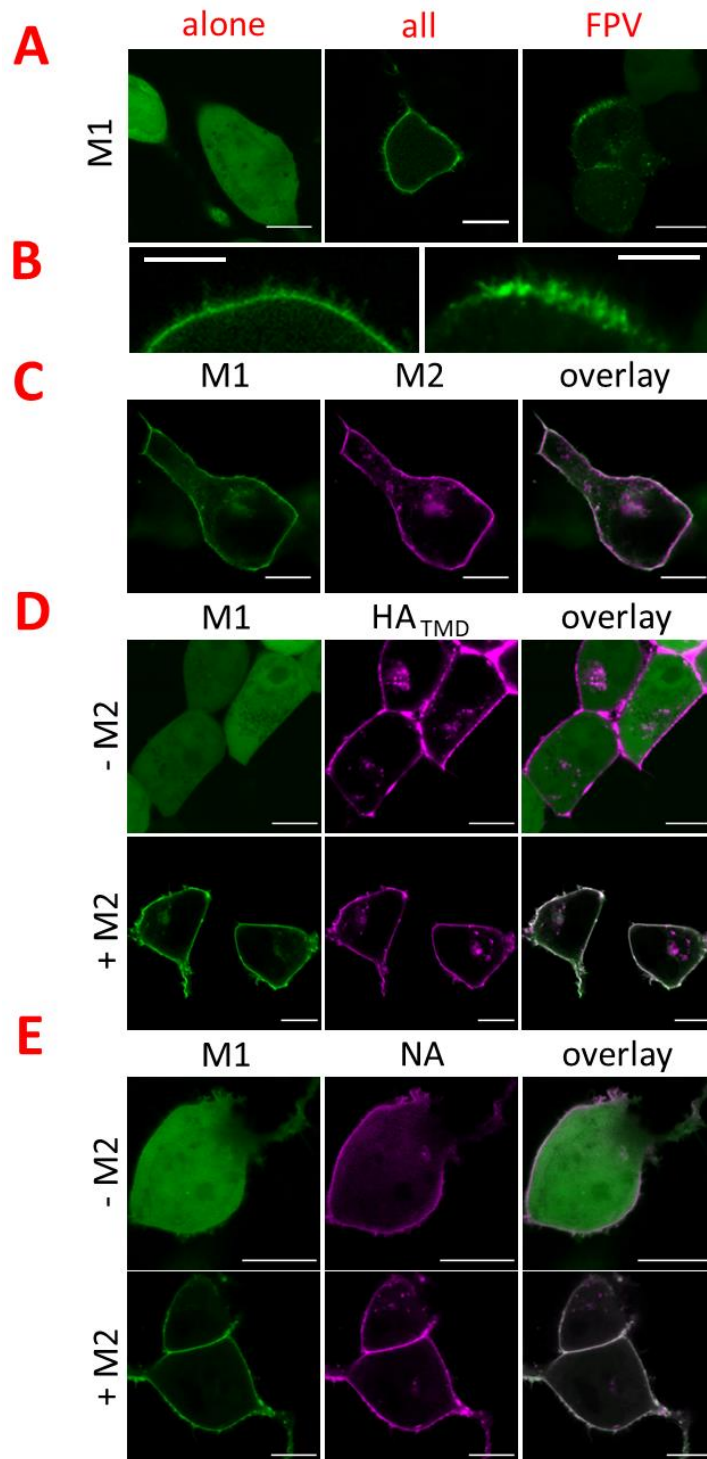 A
alone all FPV
M1
B
C
M1 M2 overlay
D
M1 HATMD overlay
- M2
+ M2
E
M1 NA overlay
- M2
+ M2